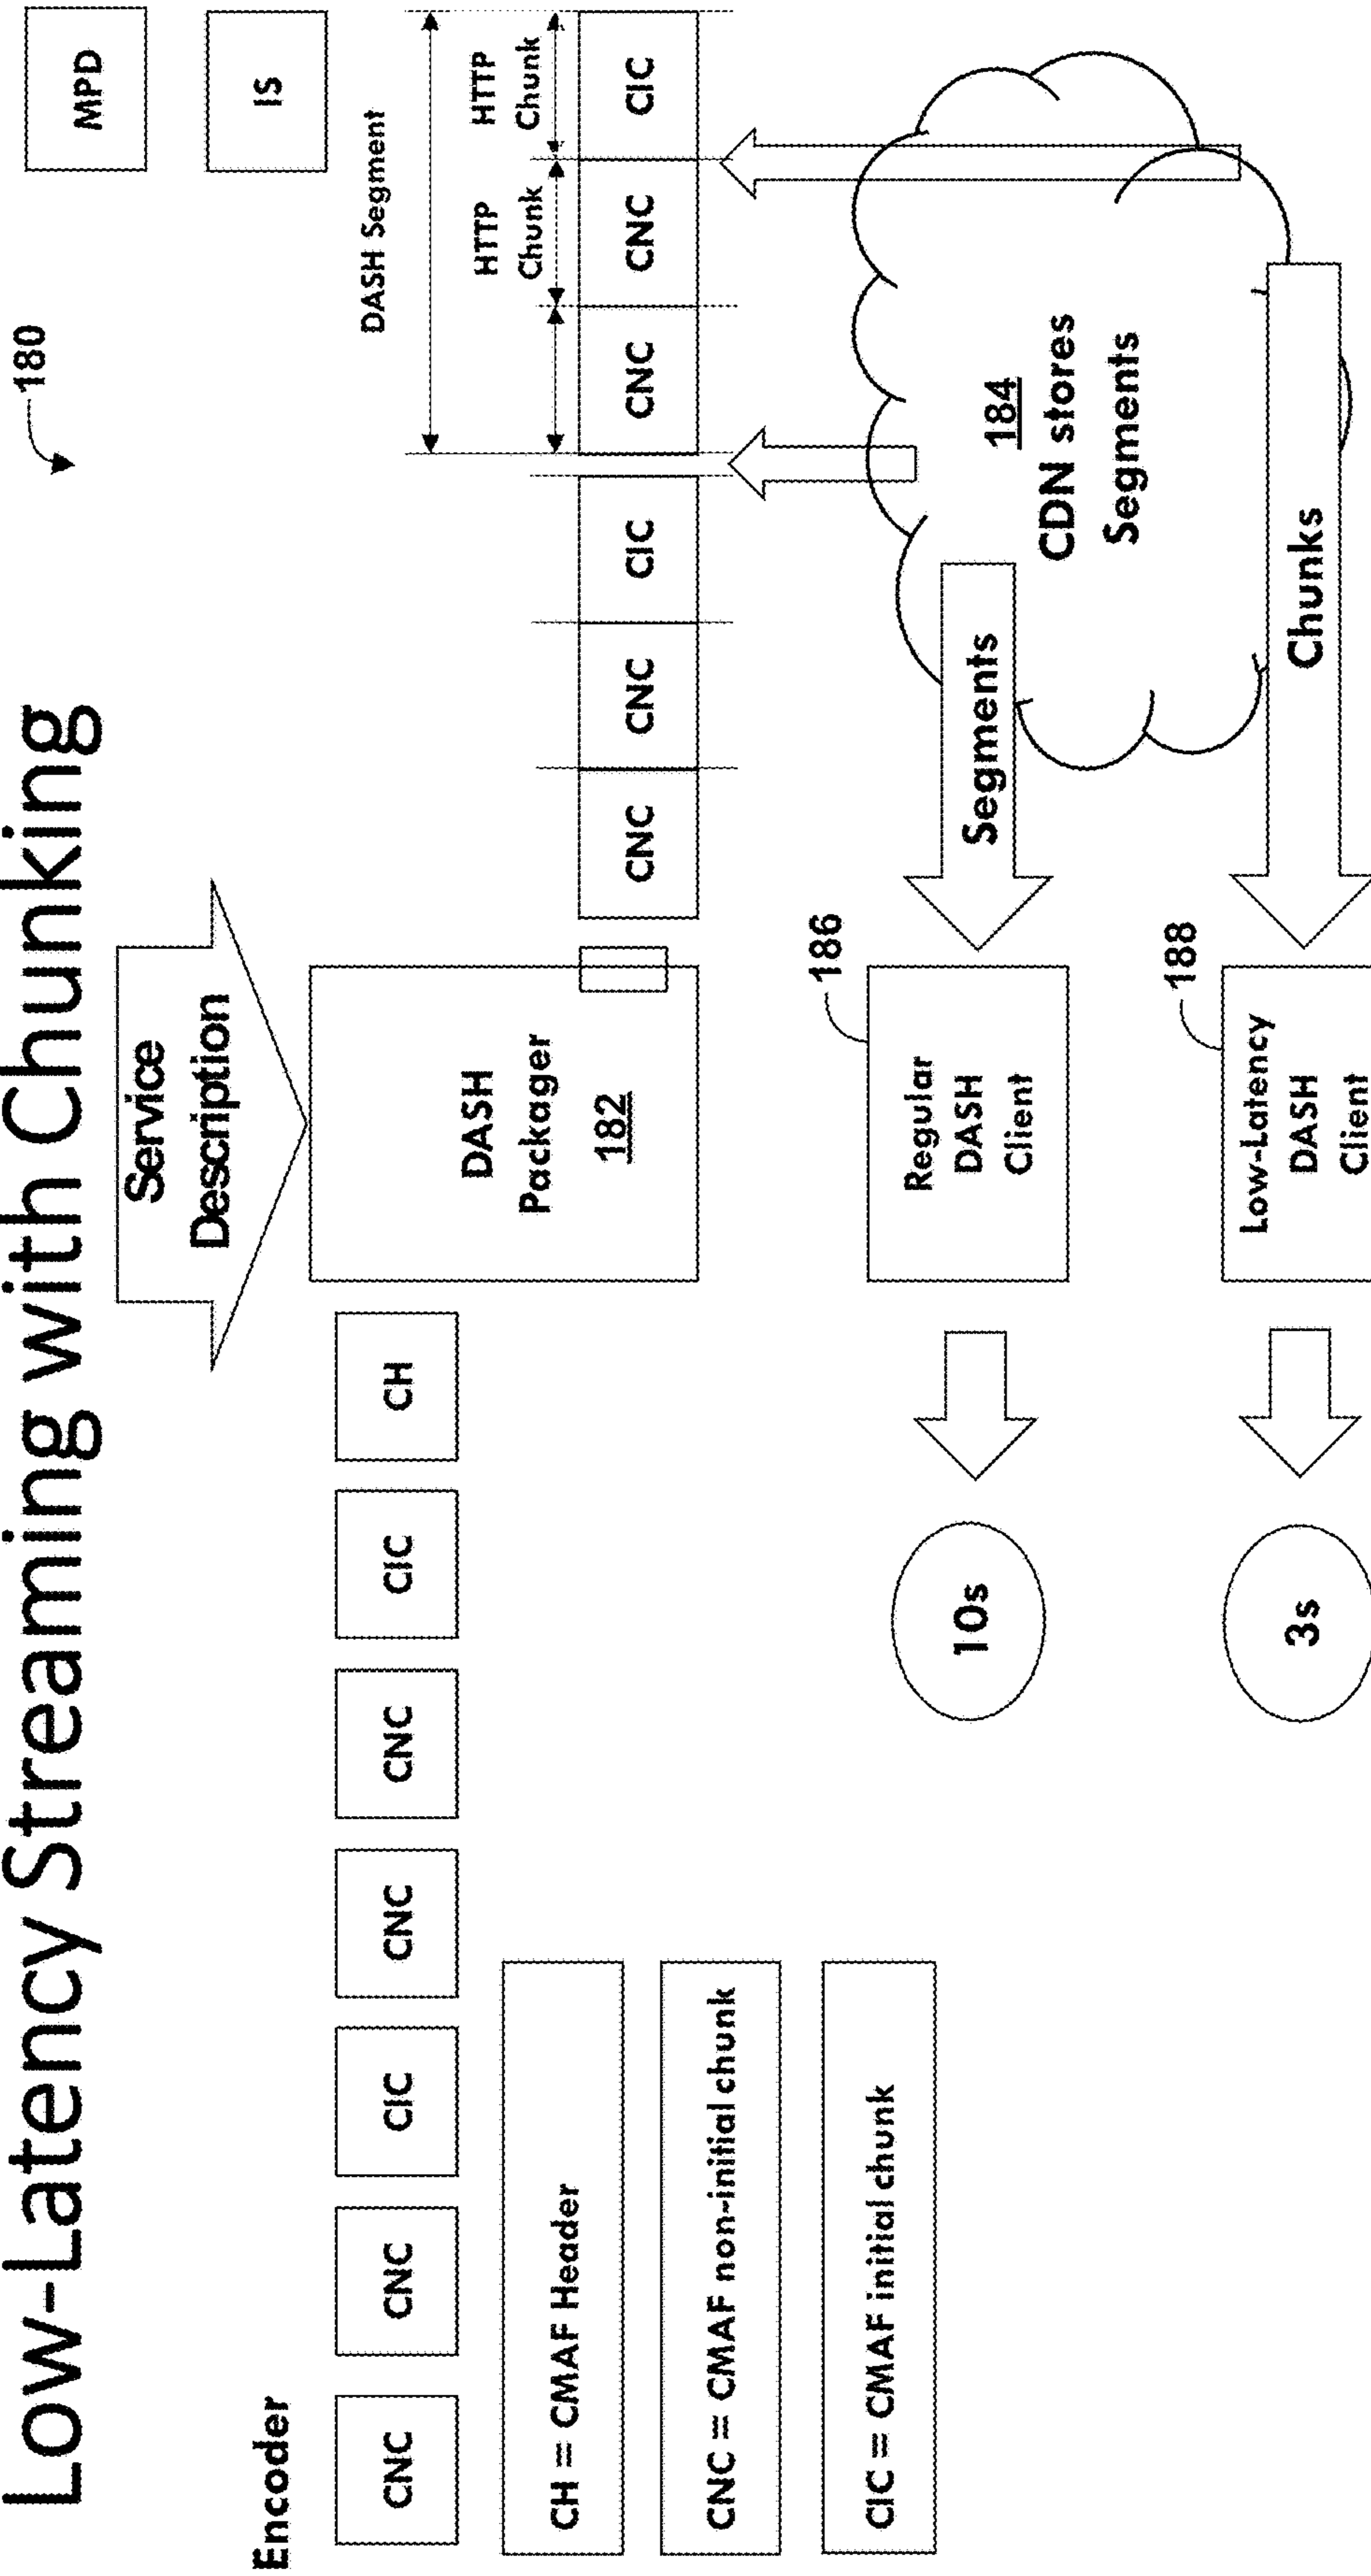 Low-Latency Streaming with Chunking
180
MPD
IS
Service
Description
Encoder
CNC
CNC
CIC
CNC
CNC
CIC
CH
DASH
Packager
182
DASH Segment
HTTP
Chunk
HTTP
Chunk
CNC
CNC
CIC
CNC
CNC
CIC
CH = CMAF Header
CNC = CMAF non-initial chunk
CIC = CMAF initial chunk
10s
186
Regular
DASH
Client
Segments
184
CDN stores
Segments
3s
188
Low-Latency
DASH
Client
Chunks